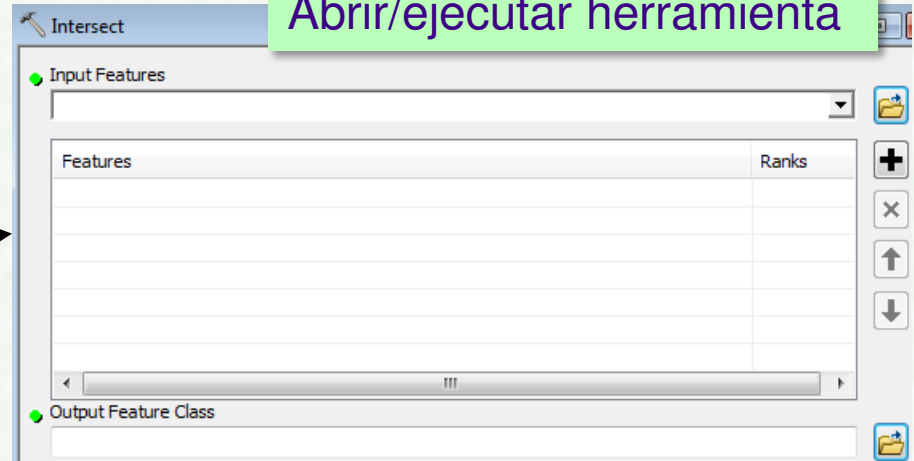 Abrir/ejecutar herramienta
Intersect
Input Features
Features Ranks
Output Feature Class